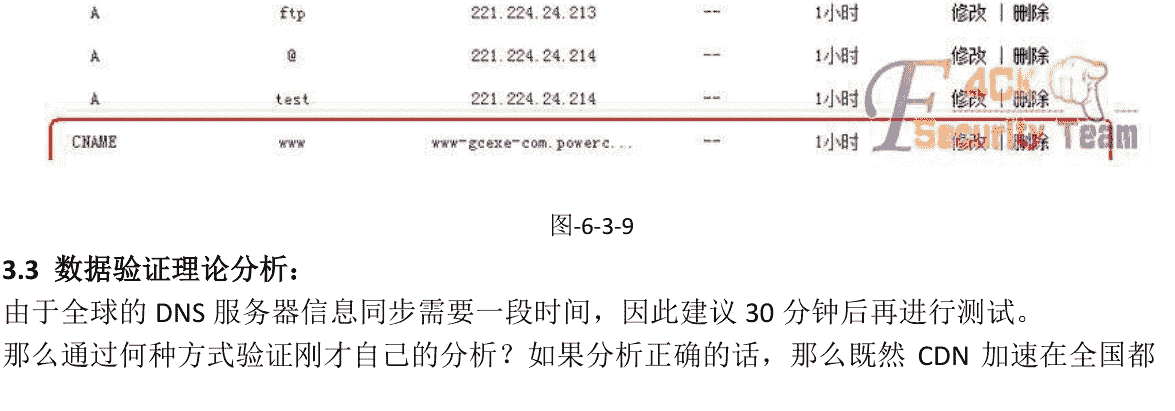 A ftp 221.224.24.213 -- 1小时 修改 | 删除
A @ 221.224.24.214 -- 1小时 修改 | 删除
A test 221.224.24.214 -- 1小时 修改 | 删除
CNAME www www-gcexe-com.powerc... -- 1小时 修改 | 删除
F4CK
Security Team
图-6-3-9
3.3 数据验证理论分析：
由于全球的 DNS 服务器信息同步需要一段时间，因此建议 30 分钟后再进行测试。
那么通过何种方式验证刚才自己的分析？如果分析正确的话，那么既然 CDN 加速在全国都